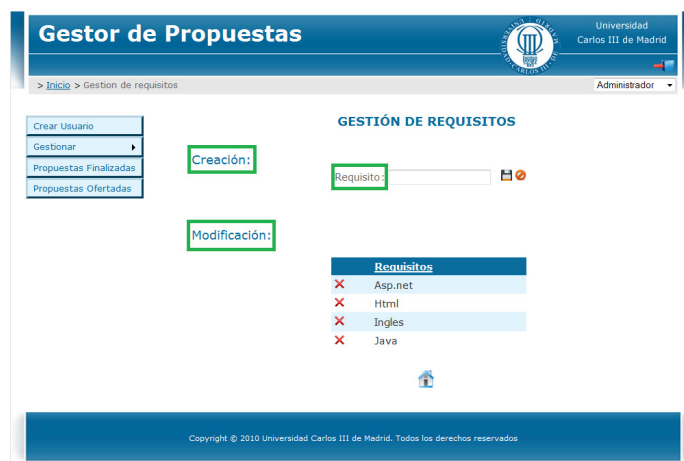 Gestor de Propuestas
Universidad
Carlos III de Madrid
> Inicio > Gestion de requisitos
Administrador
Crear Usuario
Gestionar
Propuestas Finalizadas
Propuestas Ofertadas
GESTIÓN DE REQUISITOS
Creación:
Requisito:
Modificación:
Requisitos
Asp.net
Html
Ingles
Java
Copyright © 2010 Universidad Carlos III de Madrid. Todos los derechos reservados